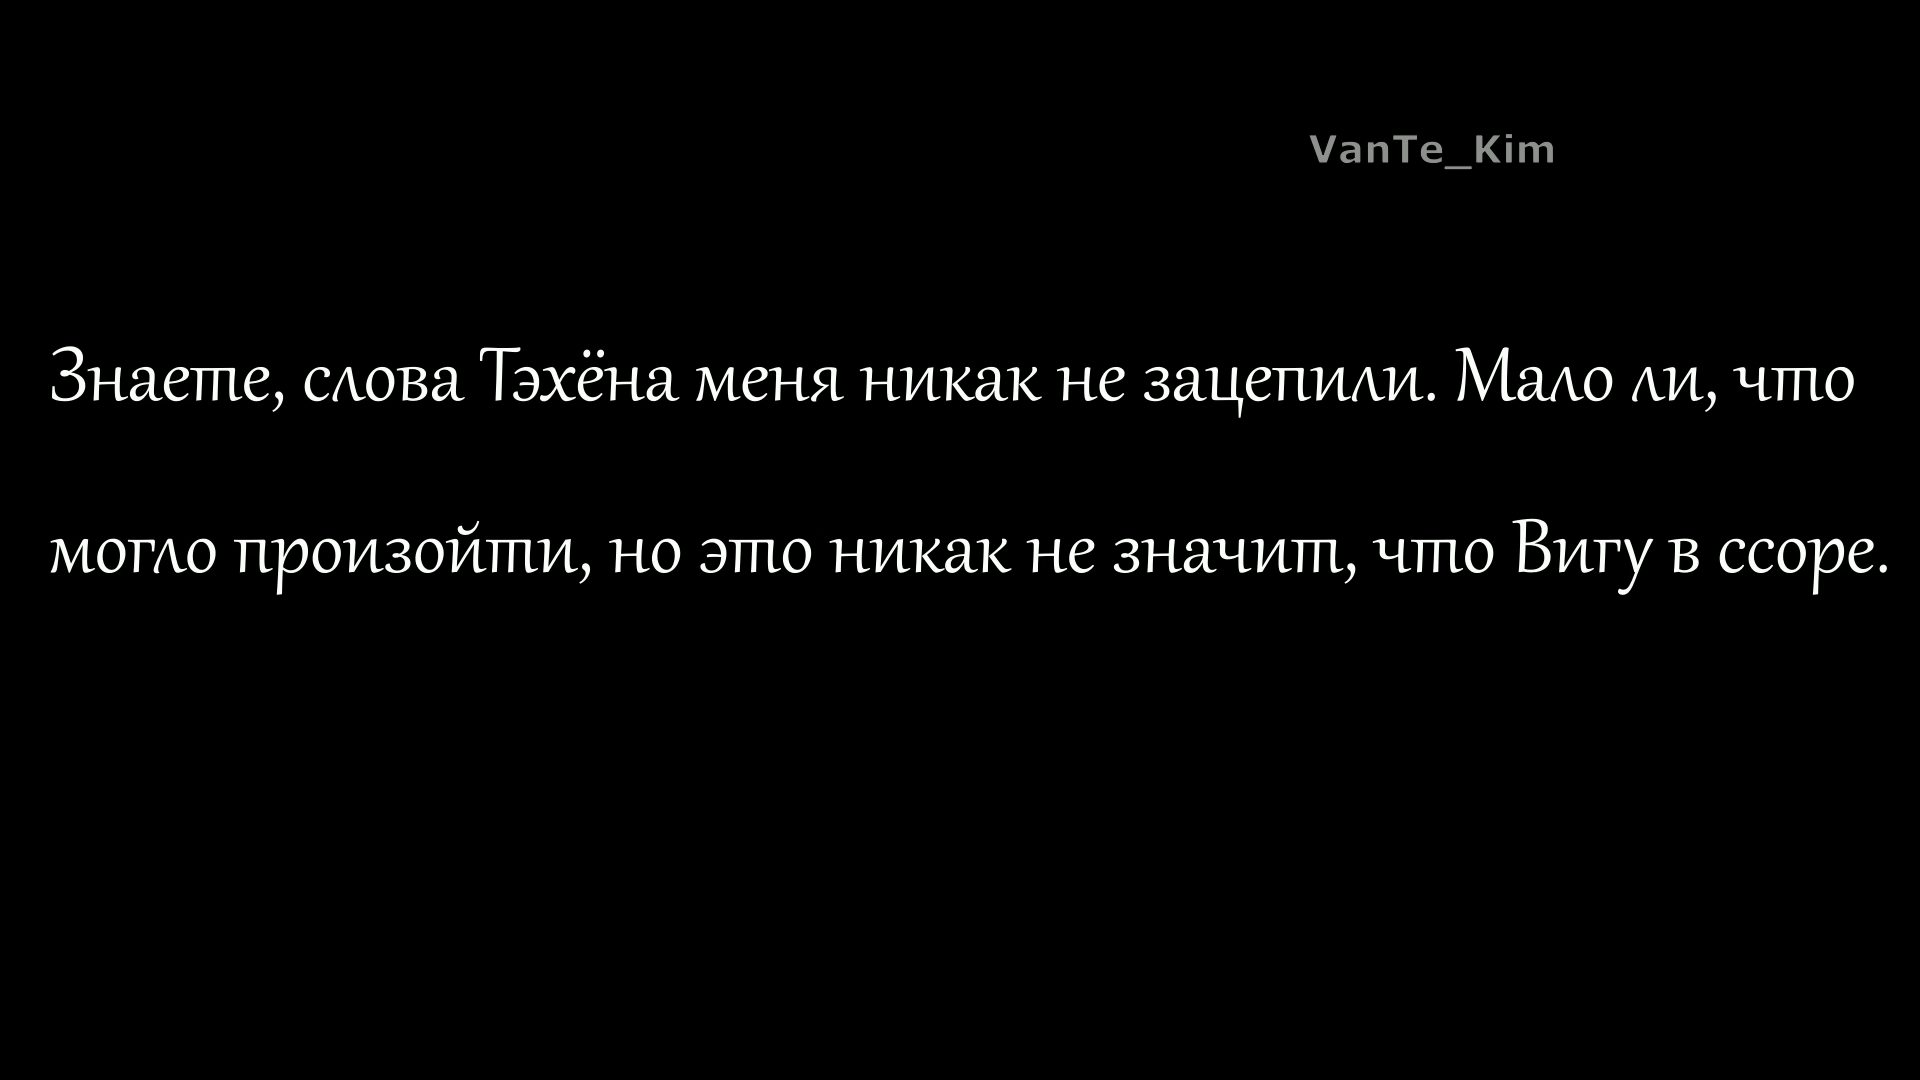 VanTe_Kim
Знаете, слова Тэхёна меня никак не зацепили. Мало ли, что
могло произойти, но это никак не значит, что Вигу в ссоре.